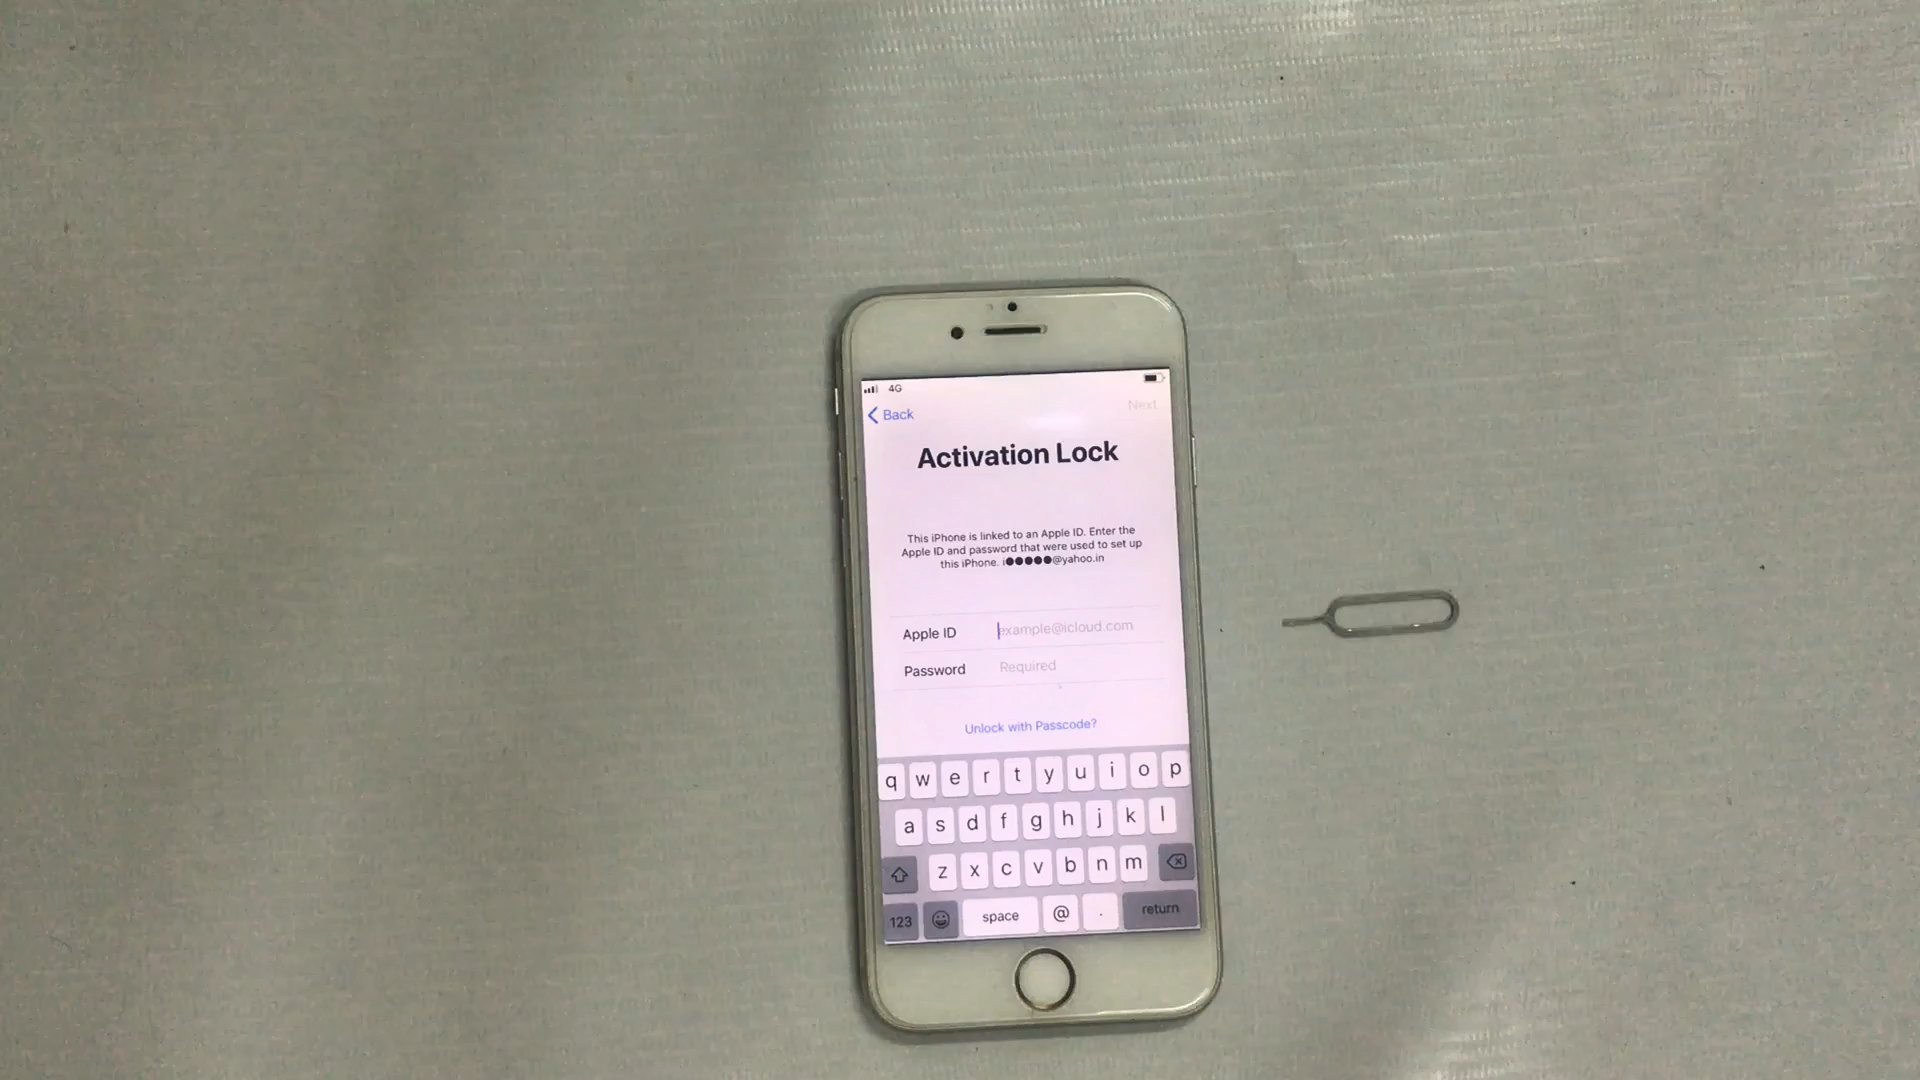 4G
Back
Next
Activation Lock
This iPhone is linked to an Apple ID. Enter the
Apple ID and password that were used to set up
this iPhone. i●●●●●@yahoo.in
Apple ID example@icloud.com
Password Required
Unlock with Passcode?
q w e r t y u i o p
a s d f g h j k l
z x c v b n m
123 space @ . return